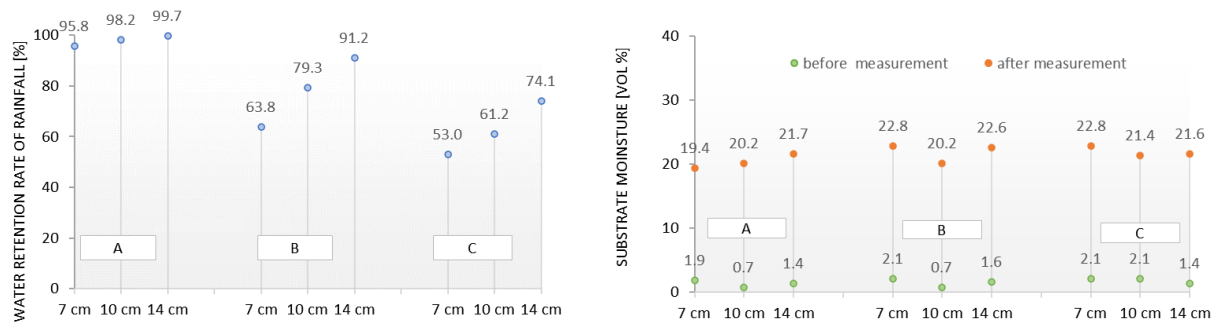 WATER RETENTION RATE OF RAINFALL [%]
100
80
60
40
20
0
95.8
98.2
99.7
63.8
79.3
91.2
53.0
61.2
74.1
A
B
C
7 cm 10 cm 14 cm
7 cm 10 cm 14 cm
7 cm 10 cm 14 cm
SUBSTRATE MOINSTURE [VOL %]
40
30
20
10
0
before measurement
after measurement
19.4
20.2
21.7
22.8
20.2
22.6
22.8
21.4
21.6
A
B
C
1.9
0.7
1.4
2.1
0.7
1.6
2.1
2.1
1.4
7 cm 10 cm 14 cm
7 cm 10 cm 14 cm
7 cm 10 cm 14 cm